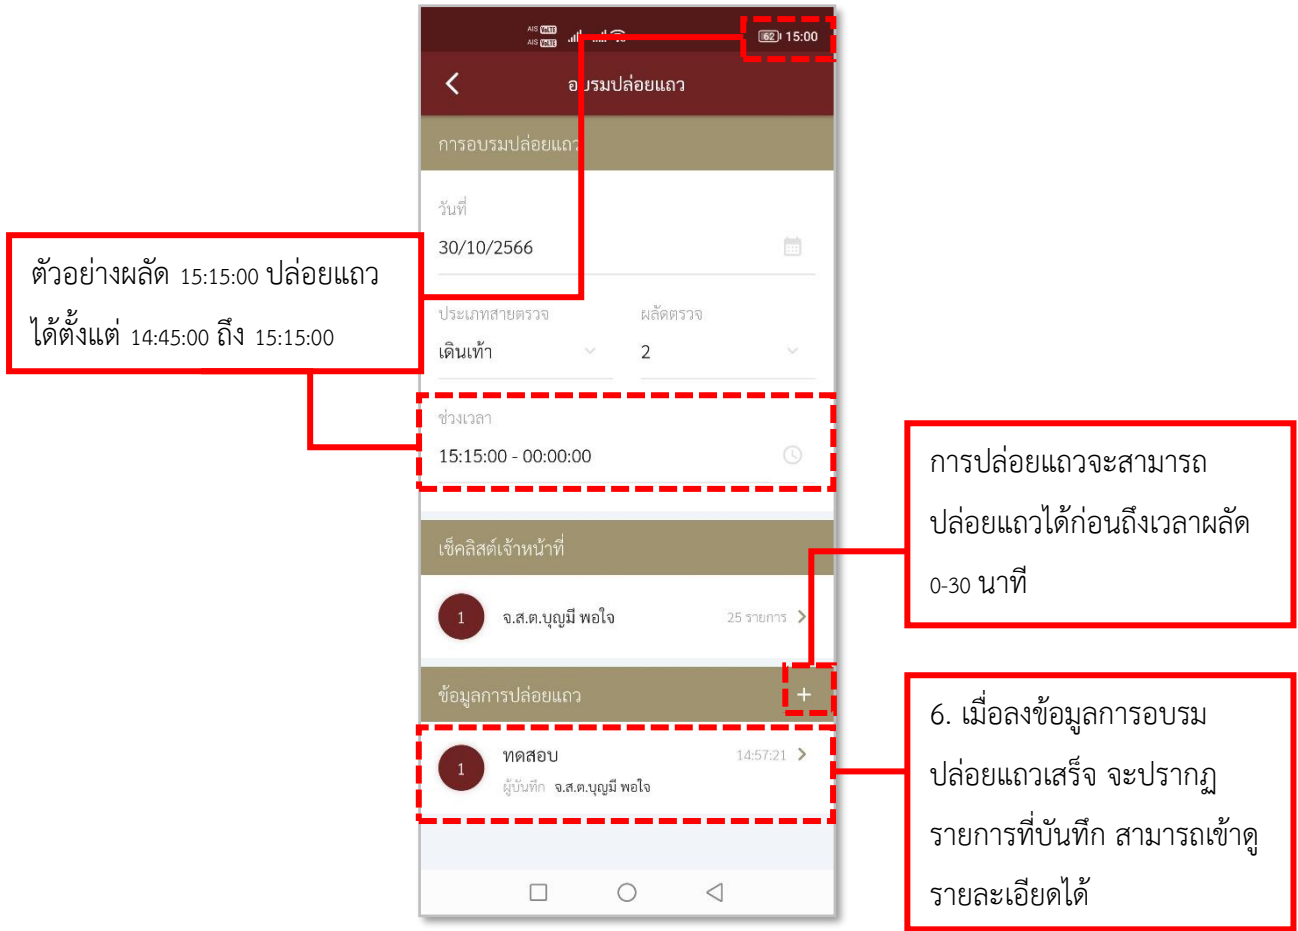 AIS VoLTE
AIS VoLTE
62 15:00
อบรมปล่อยแถว
การอบรมปล่อยแถว
วันที่
30/10/2566
ตัวอย่างผลัด 15:15:00 ปล่อยแถว
ได้ตั้งแต่ 14:45:00 ถึง 15:15:00
ประเภทสายตรวจ ผลัดตรวจ
เดินเท้า 2
ช่วงเวลา
15:15:00 - 00:00:00
การปล่อยแถวจะสามารถ
ปล่อยแถวได้ก่อนถึงเวลาผลัด
0-30 นาที
เช็คลิสต์เจ้าหน้าที่
1 จ.ส.ต.บุญมี พอใจ 25 รายการ
ข้อมูลการปล่อยแถว +
1 ทดสอบ 14:57:21
ผู้บันทึก จ.ส.ต.บุญมี พอใจ
6. เมื่อลงข้อมูลการอบรม
ปล่อยแถวเสร็จ จะปรากฏ
รายการที่บันทึก สามารถเข้าดู
รายละเอียดได้